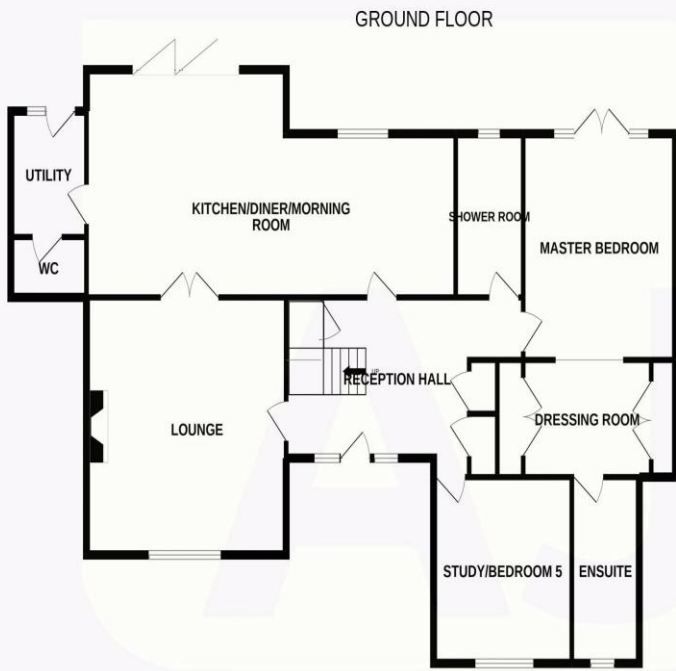 GROUND FLOOR
UTILITY
KITCHEN/DINER/MORNING
ROOM
SHOWER ROOM
MASTER BEDROOM
WC
UP
RECEPTION HALL
LOUNGE
DRESSING ROOM
STUDY/BEDROOM 5
ENSUITE